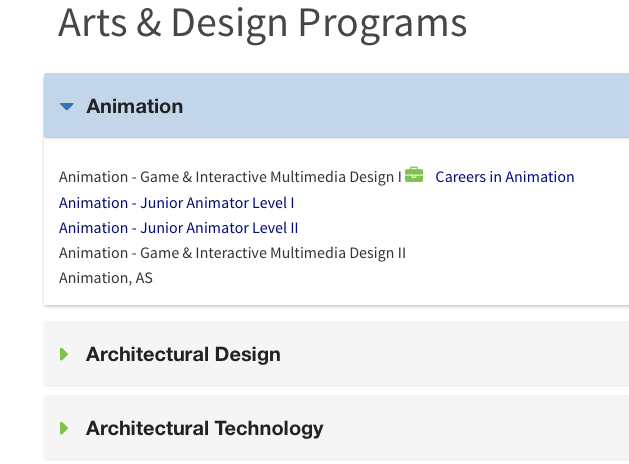 Arts & Design Programs
Animation
Animation - Game & Interactive Multimedia Design I Careers in Animation
Animation - Junior Animator Level I
Animation - Junior Animator Level II
Animation - Game & Interactive Multimedia Design II
Animation, AS
Architectural Design
Architectural Technology